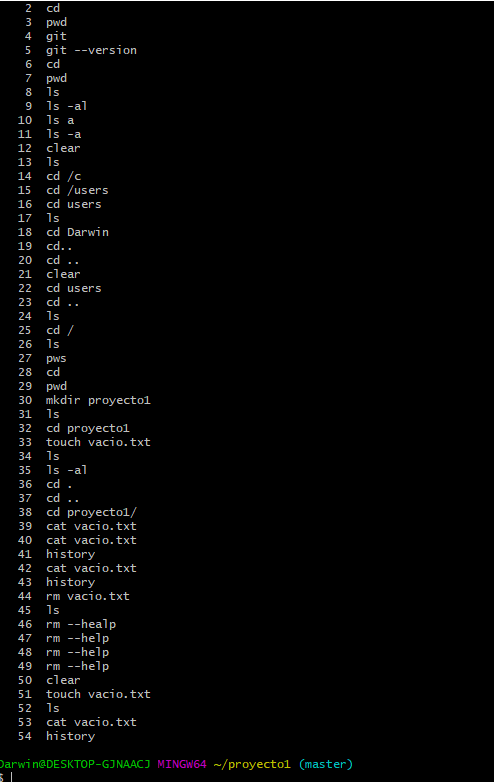 2 cd
3 pwd
4 git
5 git --version
6 cd
7 pwd
8 ls
9 ls -al
10 ls a
11 ls -a
12 clear
13 ls
14 cd /c
15 cd /users
16 cd users
17 ls
18 cd Darwin
19 cd..
20 cd ..
21 clear
22 cd users
23 cd ..
24 ls
25 cd /
26 ls
27 pws
28 cd
29 pwd
30 mkdir proyecto1
31 ls
32 cd proyecto1
33 touch vacio.txt
34 ls
35 ls -al
36 cd .
37 cd ..
38 cd proyecto1/
39 cat vacio.txt
40 cat vacio.txt
41 history
42 cat vacio.txt
43 history
44 rm vacio.txt
45 ls
46 rm --healp
47 rm --help
48 rm --help
49 rm --help
50 clear
51 touch vacio.txt
52 ls
53 cat vacio.txt
54 history
Darwin@DESKTOP-GJNAACJ MINGW64 ~/proyecto1 (master)
$